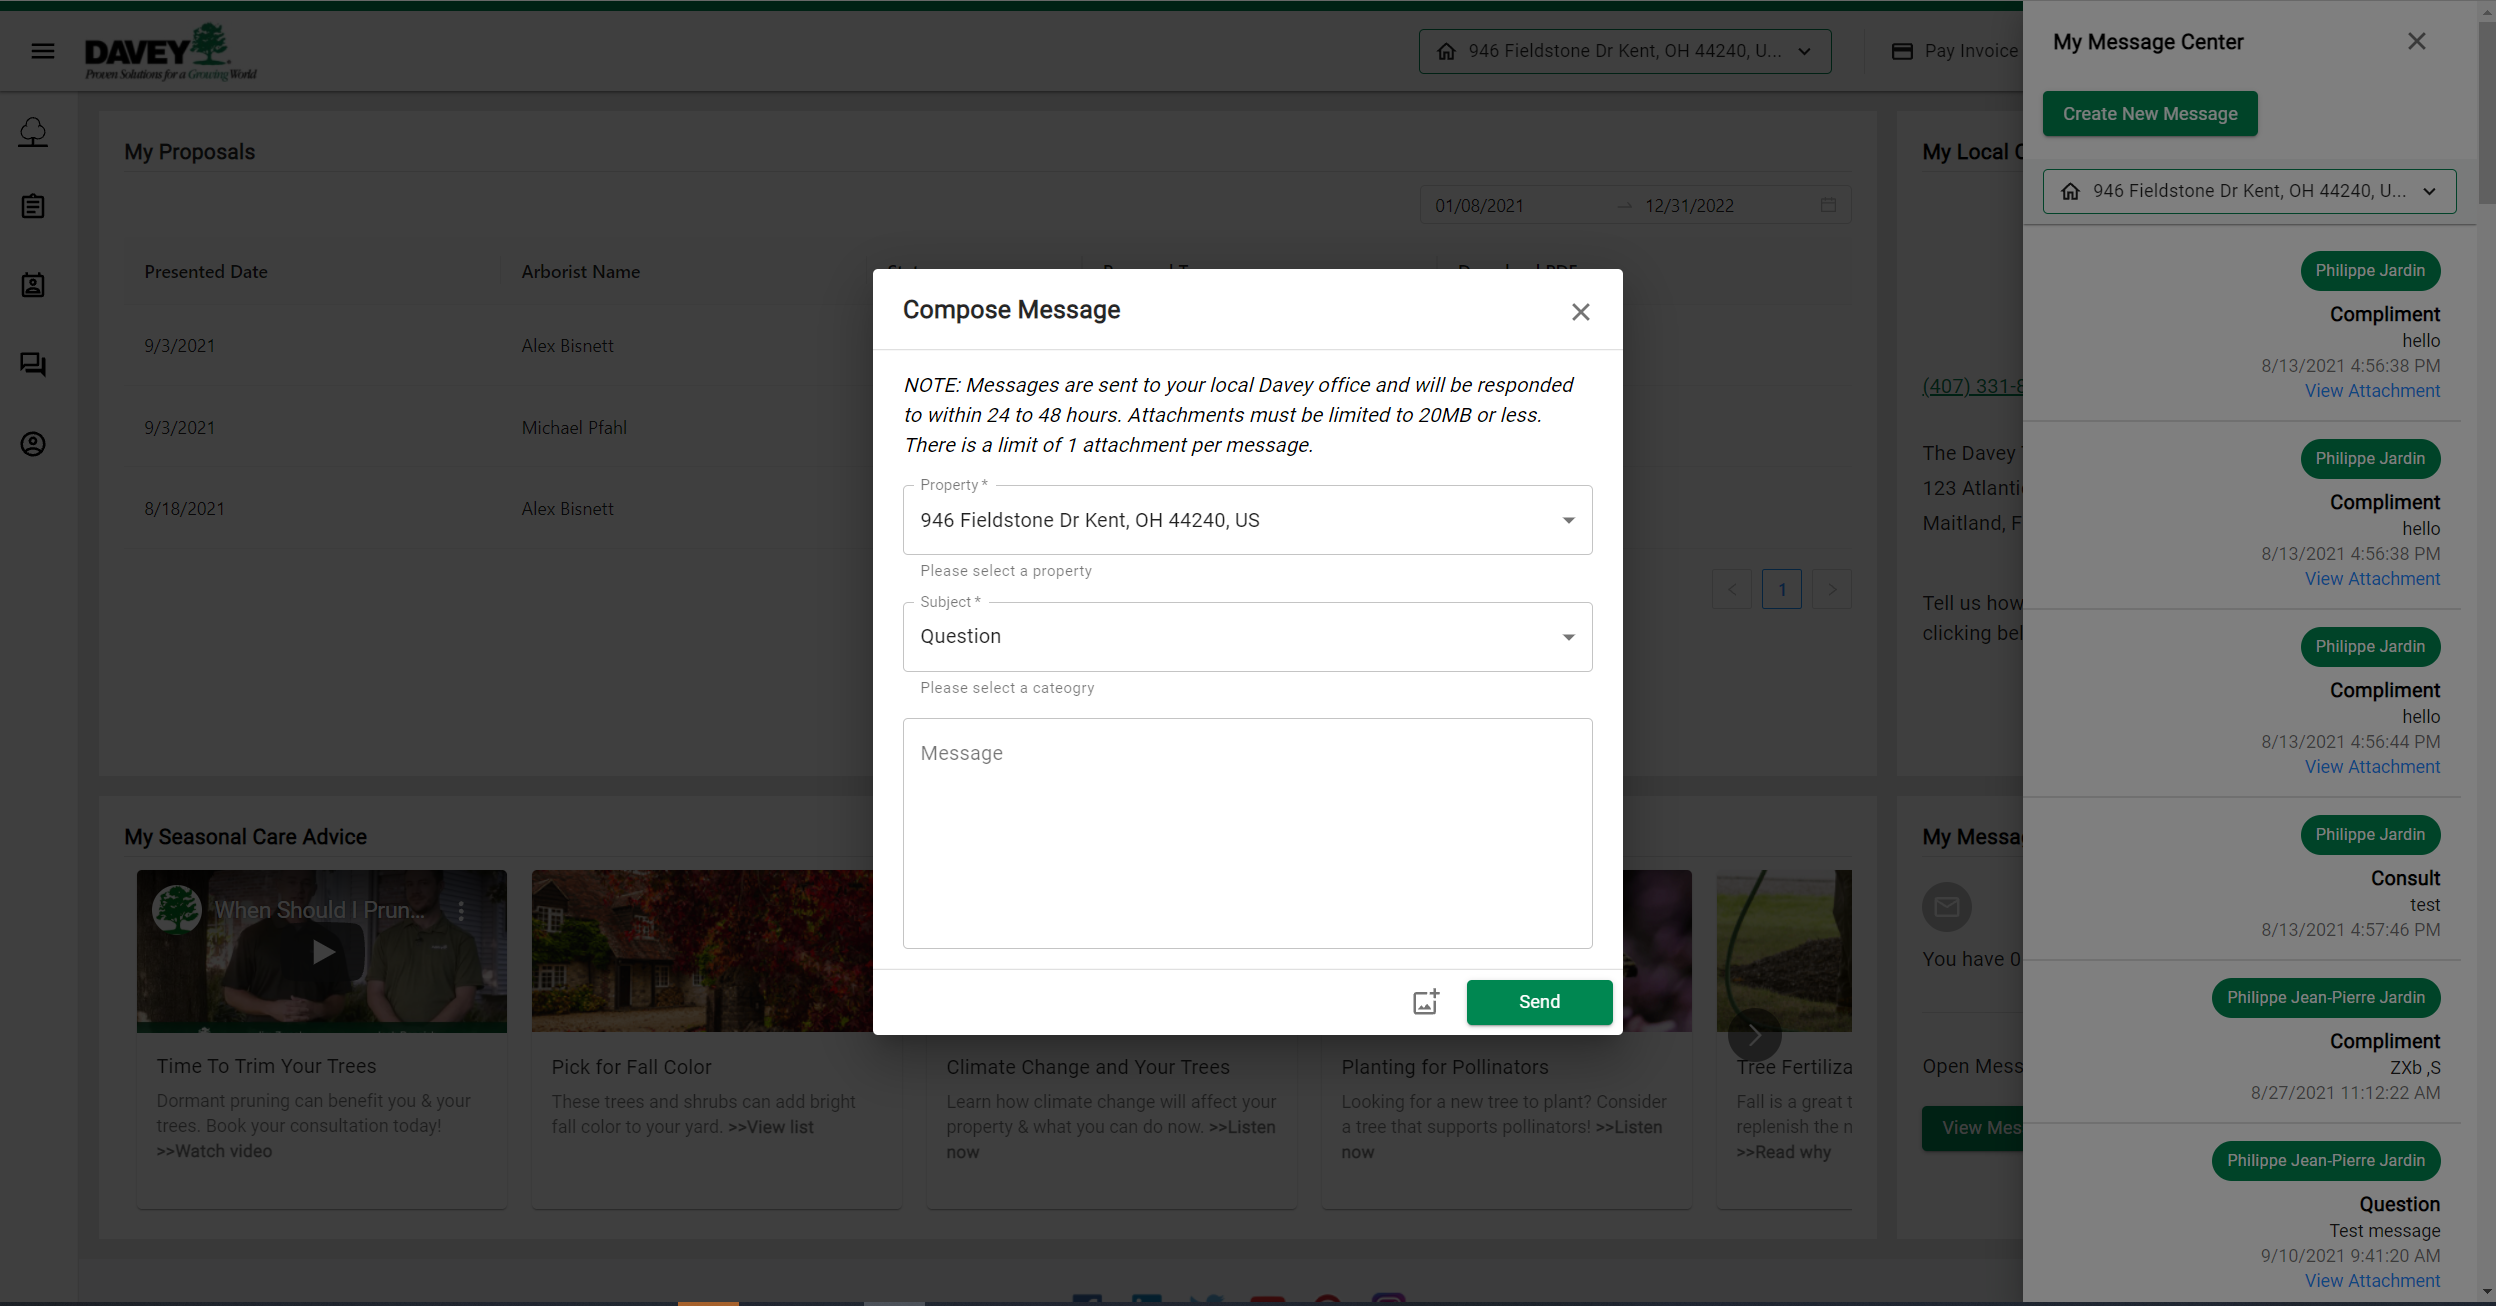 DAVEY
Proven Solutions for a Growing World
946 Fieldstone Dr Kent, OH 44240, U...
Pay Invoice
My Proposals
01/08/2021
12/31/2022
Presented Date
Arborist Name
9/3/2021
Alex Bisnett
9/3/2021
Michael Pfahl
8/18/2021
Alex Bisnett
1
My Local
(407) 331-8
The Davey
123 Atlanti
Maitland, F
Tell us how
clicking bel
Compose Message
NOTE: Messages are sent to your local Davey office and will be responded
to within 24 to 48 hours. Attachments must be limited to 20MB or less.
There is a limit of 1 attachment per message.
Property *
946 Fieldstone Dr Kent, OH 44240, US
Please select a property
Subject *
Question
Please select a cateogry
Message
Send
My Seasonal Care Advice
When Should I Prun...
Time To Trim Your Trees
Dormant pruning can benefit you & your
trees. Book your consultation today!
>>Watch video
Pick for Fall Color
These trees and shrubs can add bright
fall color to your yard. >>View list
Climate Change and Your Trees
Learn how climate change will affect your
property & what you can do now. >>Listen
now
Planting for Pollinators
Looking for a new tree to plant? Consider
a tree that supports pollinators! >>Listen
now
Tree Fertiliza
Fall is a great t
replenish the n
>>Read why
My Messa
You have 0
Open Mess
View Mes
My Message Center
Create New Message
946 Fieldstone Dr Kent, OH 44240, U...
Philippe Jardin
Compliment
hello
8/13/2021 4:56:38 PM
View Attachment
Philippe Jardin
Compliment
hello
8/13/2021 4:56:38 PM
View Attachment
Philippe Jardin
Compliment
hello
8/13/2021 4:56:44 PM
View Attachment
Philippe Jardin
Consult
test
8/13/2021 4:57:46 PM
Philippe Jean-Pierre Jardin
Compliment
ZXb ,S
8/27/2021 11:12:22 AM
Philippe Jean-Pierre Jardin
Question
Test message
9/10/2021 9:41:20 AM
View Attachment